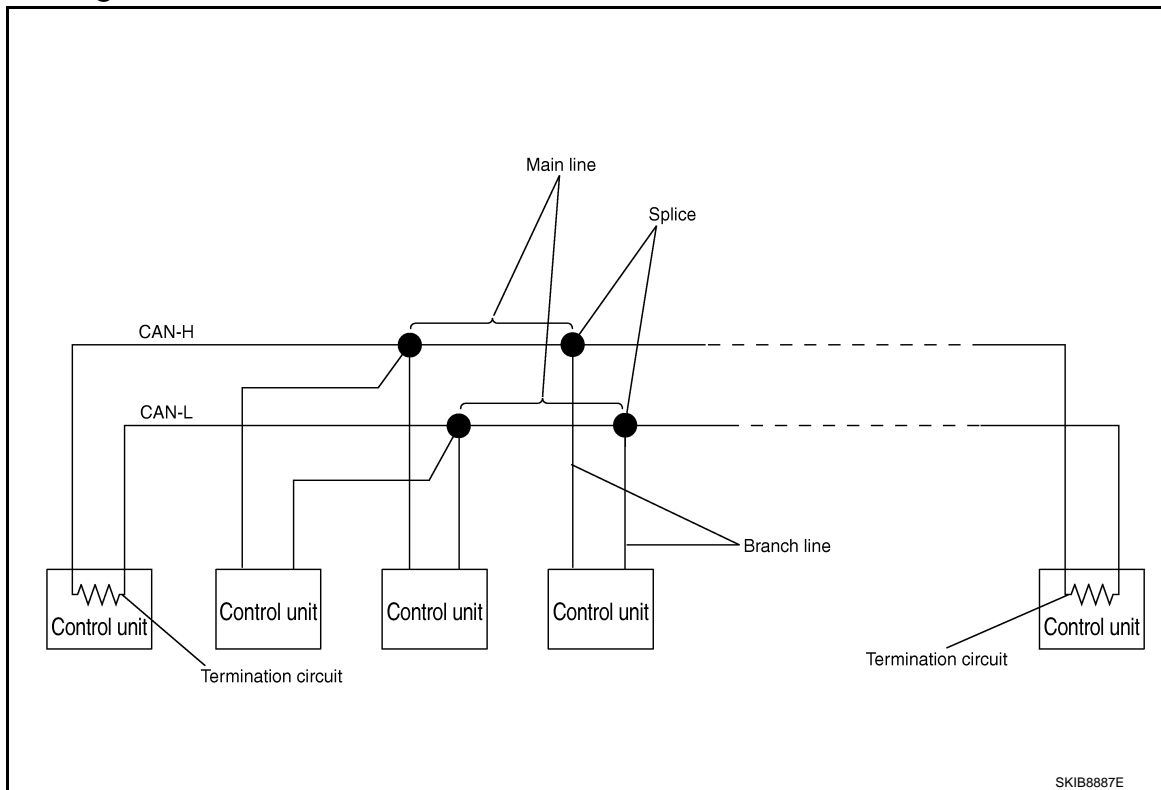 Main line
Splice
CAN-H
CAN-L
Branch line
Control unit
Control unit
Control unit
Control unit
Control unit
Termination circuit
Termination circuit
SKIB8887E